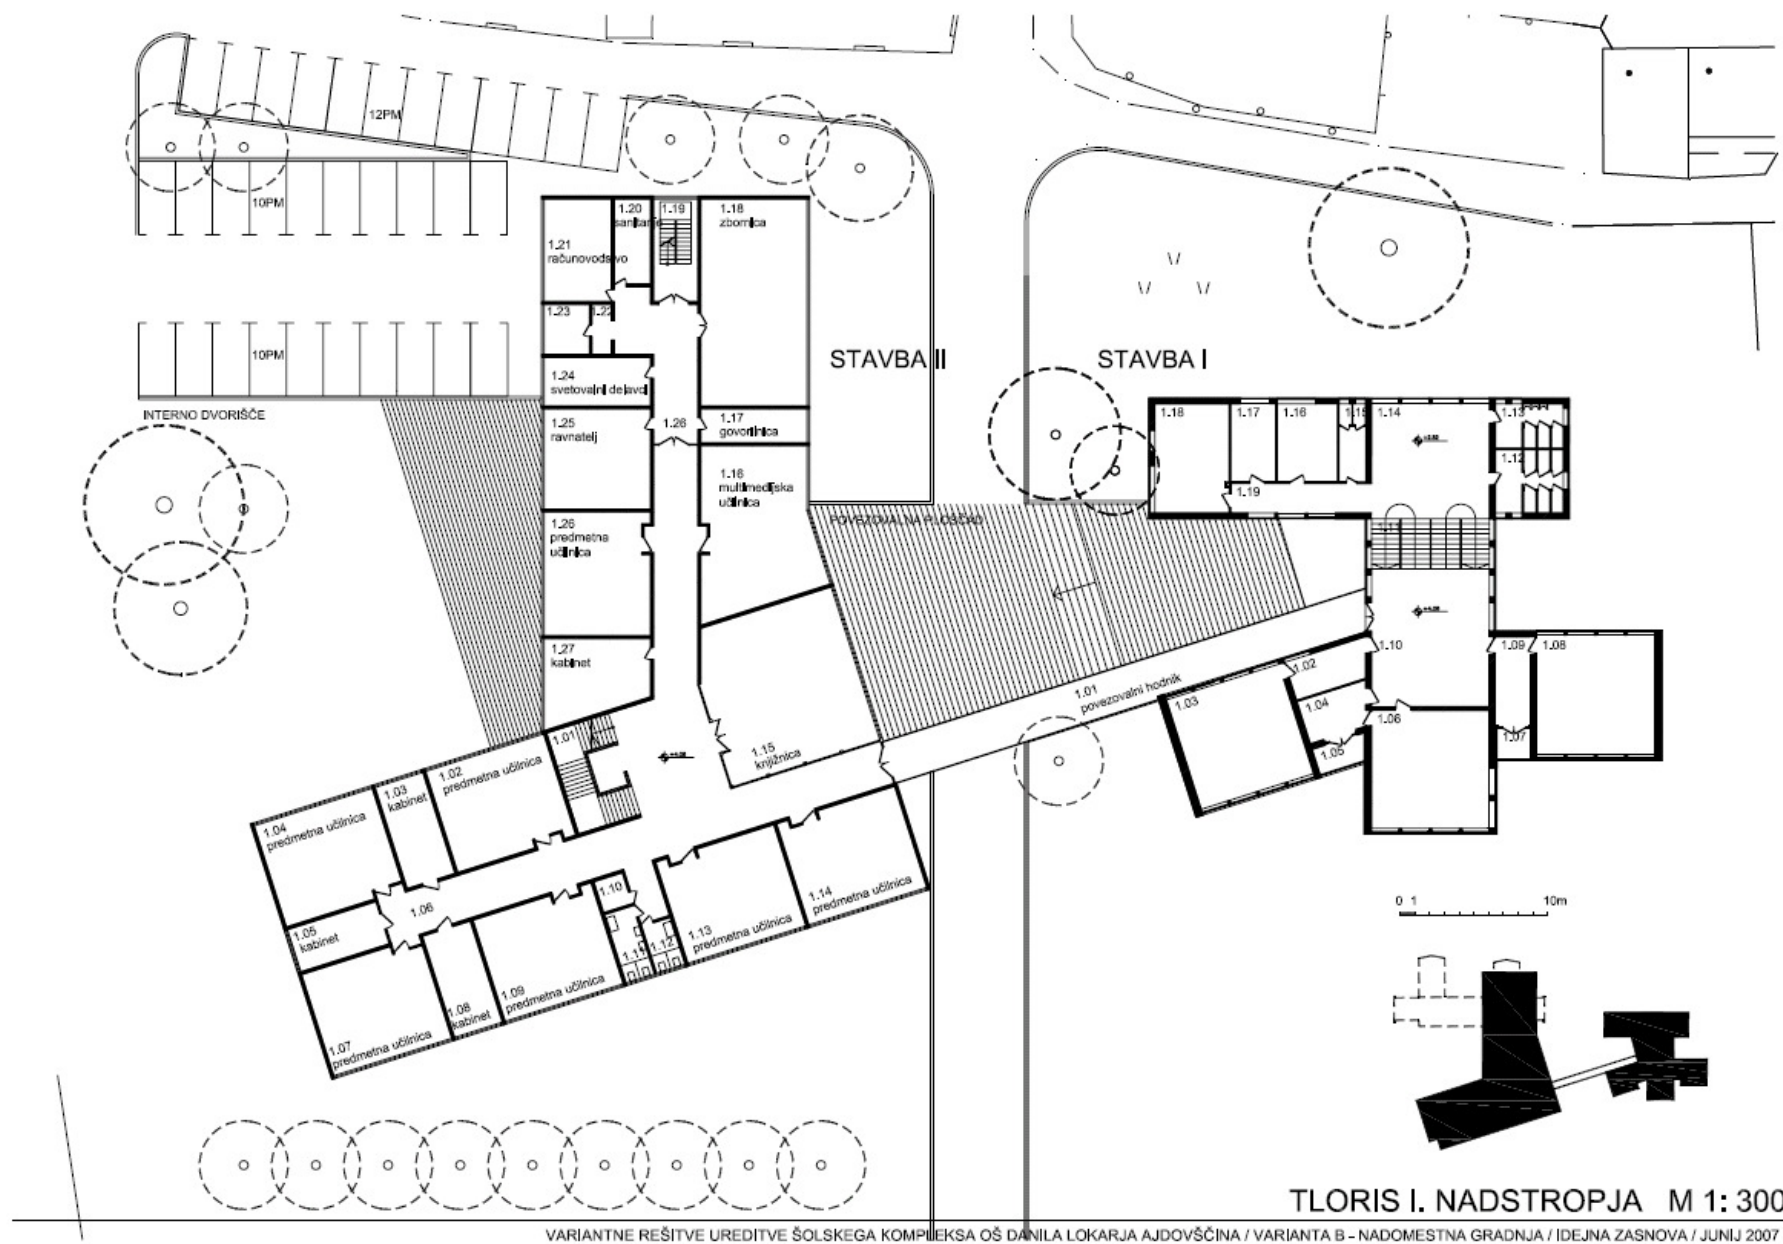 12PM
10PM
10PM
INTERNO DVORIŠČE
1.20
sanitarije
1.19
1.18
zbornica
1.21
računovodstvo
1.23
1.22
1.24
svetovalni delavci
1.25
ravnatelj
1.26
1.17
govorilnica
1.16
multimedijska
učilnica
1.26
predmetna
učilnica
1.27
kabinet
STAVBA II
STAVBA I
POVEZOVALNA PLOŠČAD
1.18
1.17
1.16
1.15
1.14
1.13
1.12
1.19
1.11
1.10
1.09
1.08
1.07
1.02
1.03
1.04
1.05
1.06
1.01
povezovalni hodnik
1.15
knjižnica
1.01
1.02
predmetna učilnica
1.03
kabinet
1.04
predmetna učilnica
1.05
kabinet
1.06
1.07
predmetna učilnica
1.08
kabinet
1.09
predmetna učilnica
1.10
1.11
1.12
1.13
predmetna učilnica
1.14
predmetna učilnica
0 1 10m
TLORIS I. NADSTROPJA M 1: 300
VARIANTNE REŠITVE UREDITVE ŠOLSKEGA KOMPLEKSA OŠ DANILA LOKARJA AJDOVŠČINA / VARIANTA B - NADOMESTNA GRADNJA / IDEJNA ZASNOVA / JUNIJ 2007